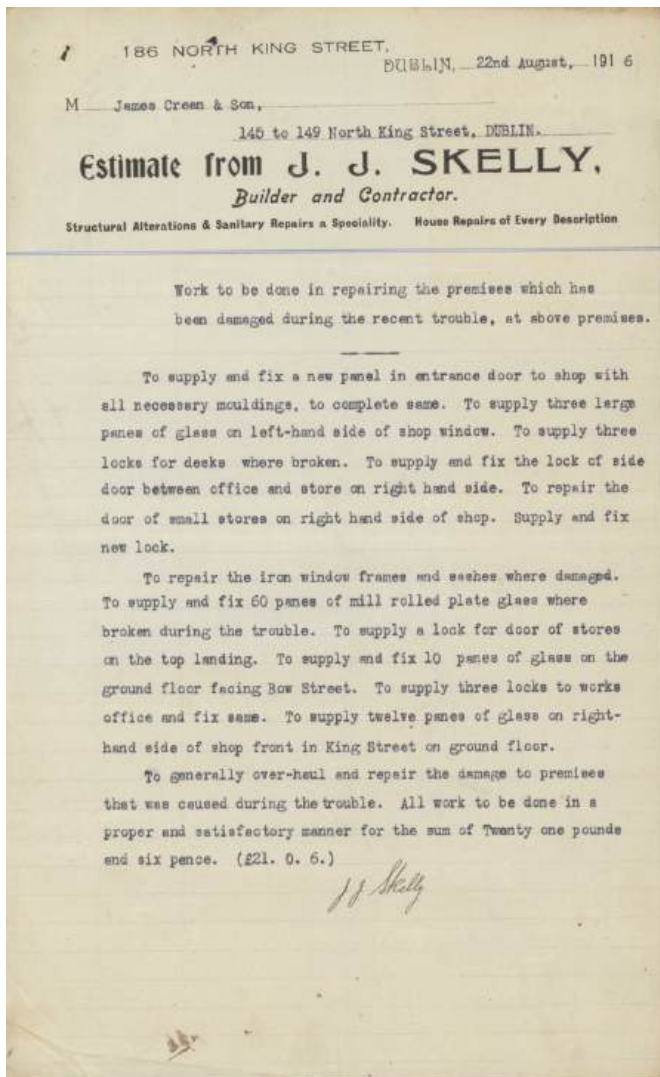 186 NORTH KING STREET,
DUBLIN, 22nd August, 1916
M James Creen & Son,
145 to 149 North King Street, DUBLIN.
Estimate from J. J. SKELLY,
Builder and Contractor.
Structural Alterations & Sanitary Repairs a Speciality. House Repairs of Every Description
Work to be done in repairing the premises which has
been damaged during the recent trouble, at above premises.
To supply and fix a new panel in entrance door to shop with
all necessary mouldings, to complete same. To supply three large
panes of glass on left-hand side of shop window. To supply three
locks for desks where broken. To supply and fix the lock of side
door between office and store on right hand side. To repair the
door of small stores on right hand side of shop. Supply and fix
new lock.
To repair the iron window frames and sashes where damaged.
To supply and fix 60 panes of mill rolled plate glass where
broken during the trouble. To supply a lock for door of stores
on the top landing. To supply and fix 10 panes of glass on the
ground floor facing Bow Street. To supply three locks to works
office and fix same. To supply twelve panes of glass on right-
hand side of shop front in King Street on ground floor.
To generally over-haul and repair the damage to premises
that was caused during the trouble. All work to be done in a
proper and satisfactory manner for the sum of Twenty one pounds
and six pence. (£21. 0. 6.)
J J Skelly